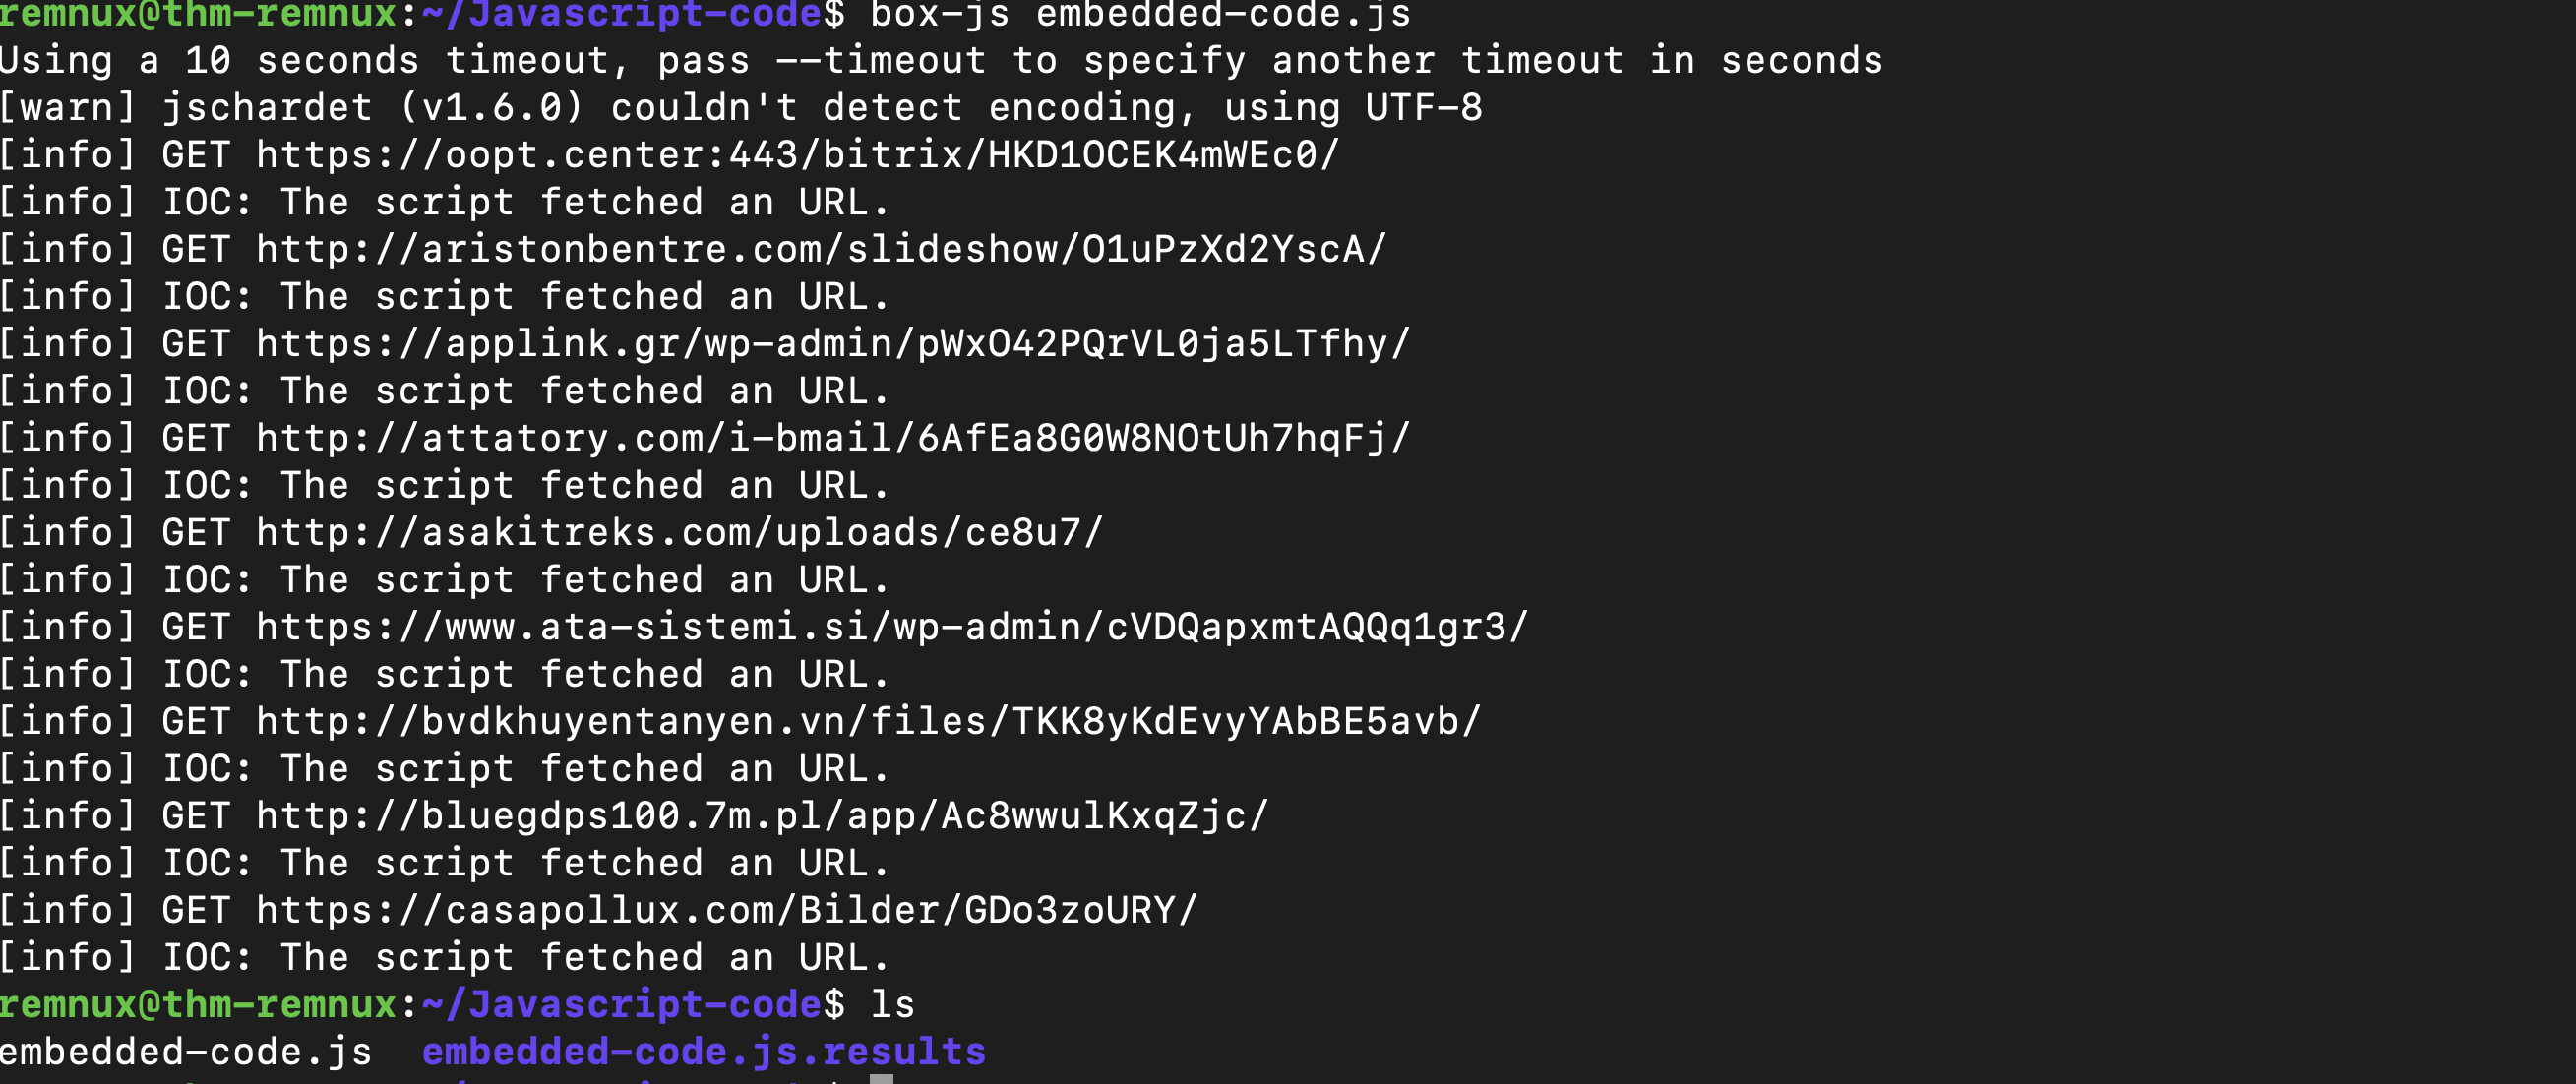 remnux@thm-remnux:~/Javascript-code$ box-js embedded-code.js
Using a 10 seconds timeout, pass --timeout to specify another timeout in seconds
[warn] jschardet (v1.6.0) couldn't detect encoding, using UTF-8
[info] GET https://oopt.center:443/bitrix/HKD1OCEK4mWEc0/
[info] IOC: The script fetched an URL.
[info] GET http://aristonbentre.com/slideshow/O1uPzXd2YscA/
[info] IOC: The script fetched an URL.
[info] GET https://applink.gr/wp-admin/pWxO42PQrVL0ja5LTfhy/
[info] IOC: The script fetched an URL.
[info] GET http://attatory.com/i-bmail/6AfEa8G0W8NOtUh7hqFj/
[info] IOC: The script fetched an URL.
[info] GET http://asakitreks.com/uploads/ce8u7/
[info] IOC: The script fetched an URL.
[info] GET https://www.ata-sistemi.si/wp-admin/cVDQapxmtAQQq1gr3/
[info] IOC: The script fetched an URL.
[info] GET http://bvdkhuyentanyen.vn/files/TKK8yKdEvyYAbBE5avb/
[info] IOC: The script fetched an URL.
[info] GET http://bluegdps100.7m.pl/app/Ac8wwulKxqZjc/
[info] IOC: The script fetched an URL.
[info] GET https://casapollux.com/Bilder/GDo3zoURY/
[info] IOC: The script fetched an URL.
remnux@thm-remnux:~/Javascript-code$ ls
embedded-code.js  embedded-code.js.results